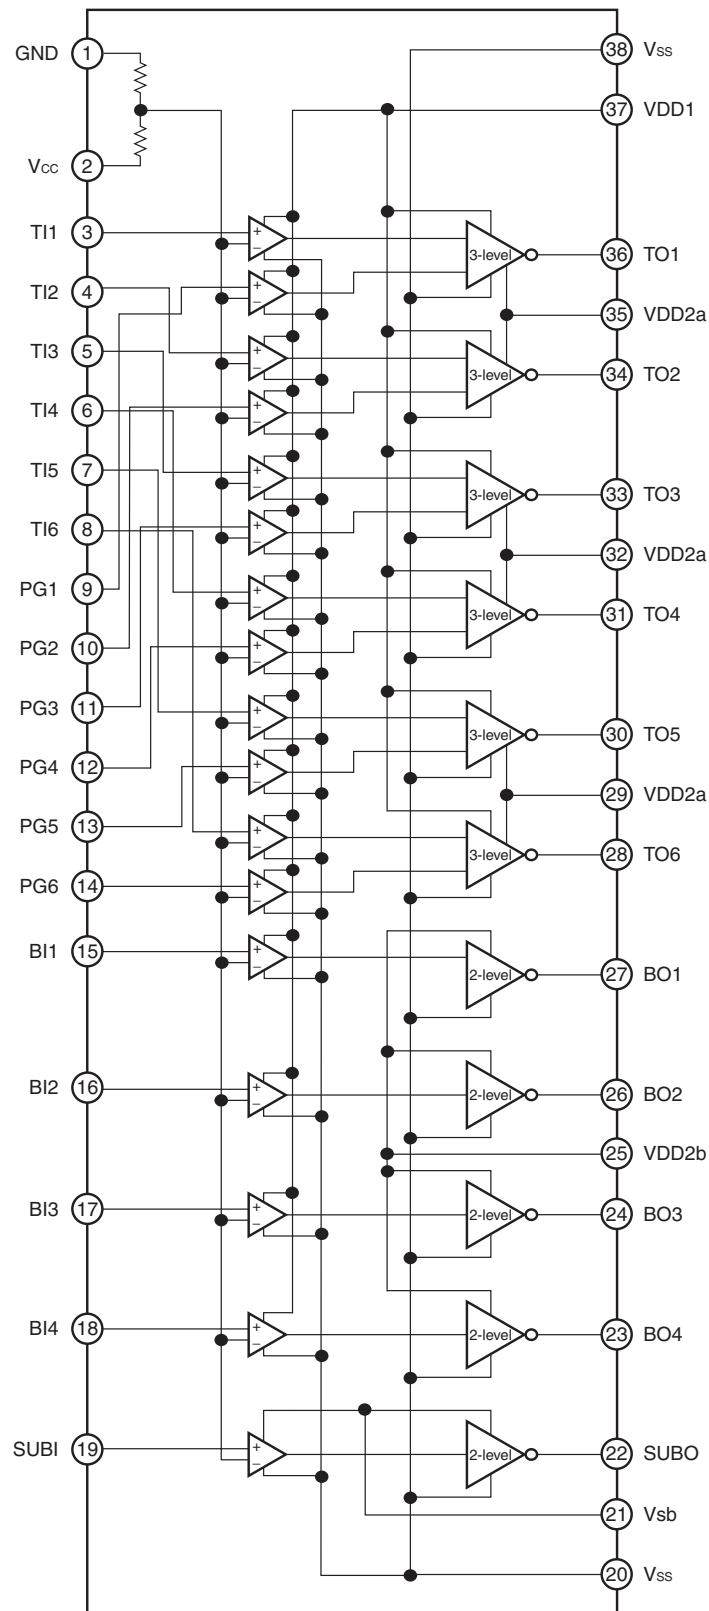 GND 1
Vcc 2
TI1 3
TI2 4
TI3 5
TI4 6
TI5 7
TI6 8
PG1 9
PG2 10
PG3 11
PG4 12
PG5 13
PG6 14
BI1 15
BI2 16
BI3 17
BI4 18
SUBI 19
+
−
+
−
+
−
+
−
+
−
+
−
+
−
+
−
+
−
+
−
+
−
+
−
+
−
+
−
+
−
+
−
+
−
3-level
3-level
3-level
3-level
3-level
3-level
2-level
2-level
2-level
2-level
2-level
38 Vss
37 VDD1
36 TO1
35 VDD2a
34 TO2
33 TO3
32 VDD2a
31 TO4
30 TO5
29 VDD2a
28 TO6
27 BO1
26 BO2
25 VDD2b
24 BO3
23 BO4
22 SUBO
21 Vsb
20 Vss